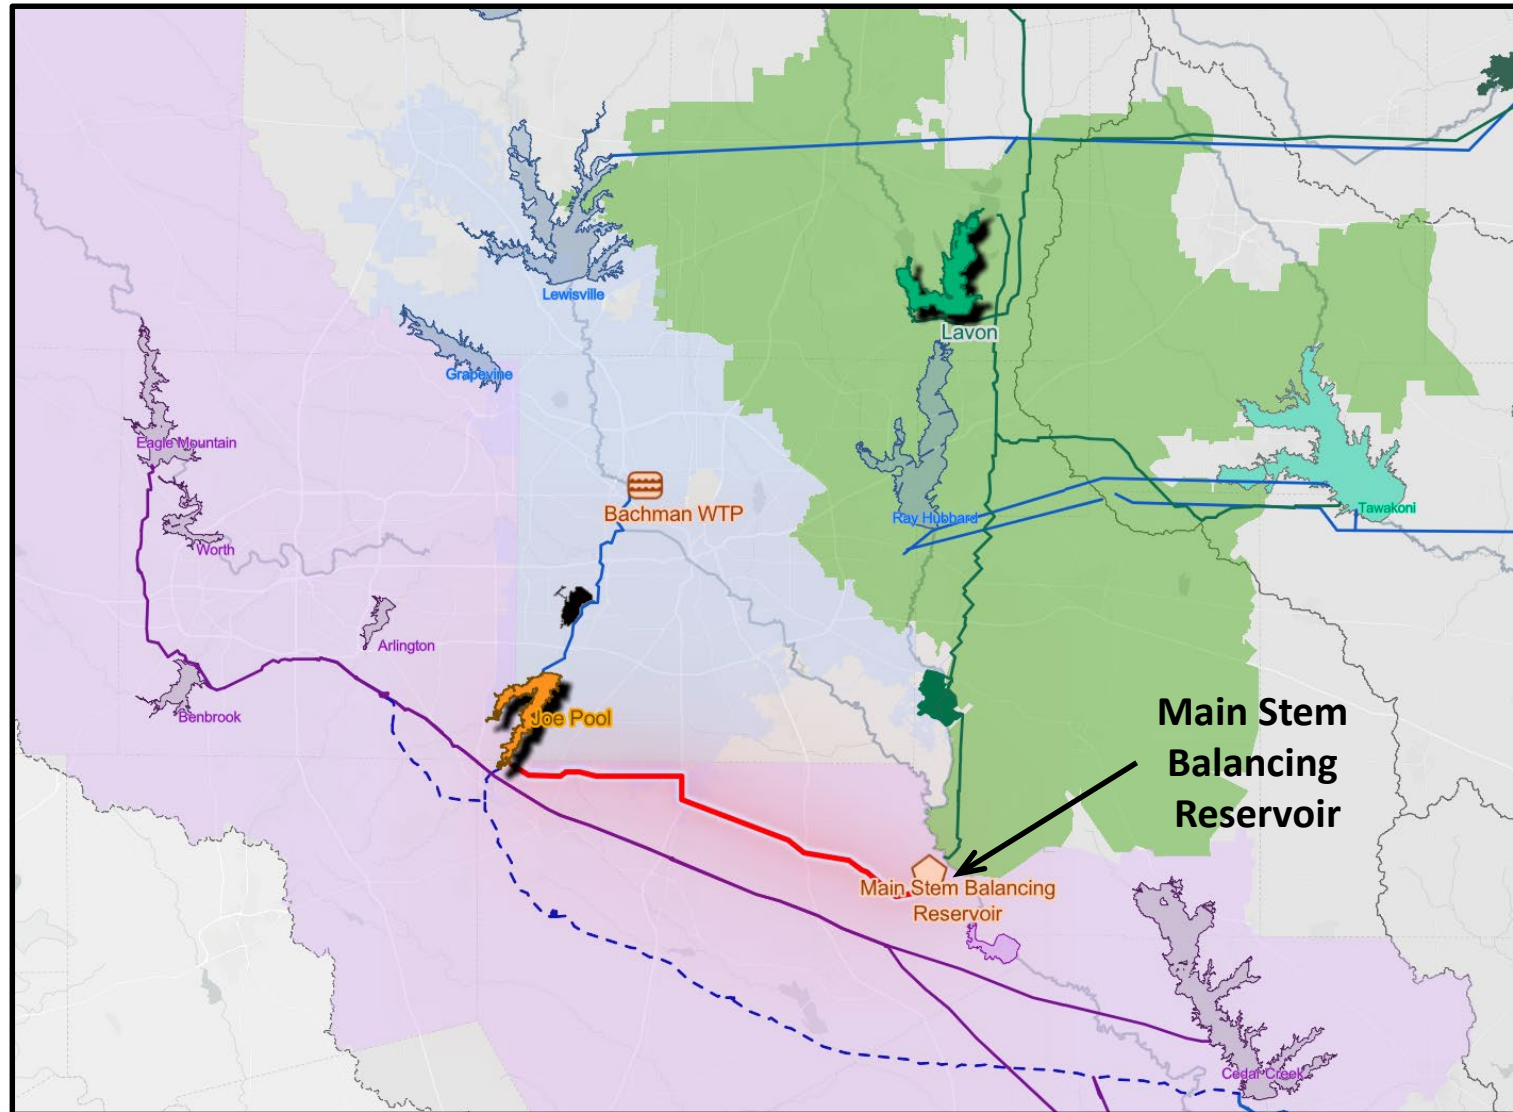 Lewisville
Lavon
Grapevine
Eagle Mountain
Bachman WTP
Tawakoni
Ray Hubbard
Worth
Arlington
Benbrook
Joe Pool
Main Stem
Balancing
Reservoir
Main Stem Balancing
Reservoir
Cedar Creek